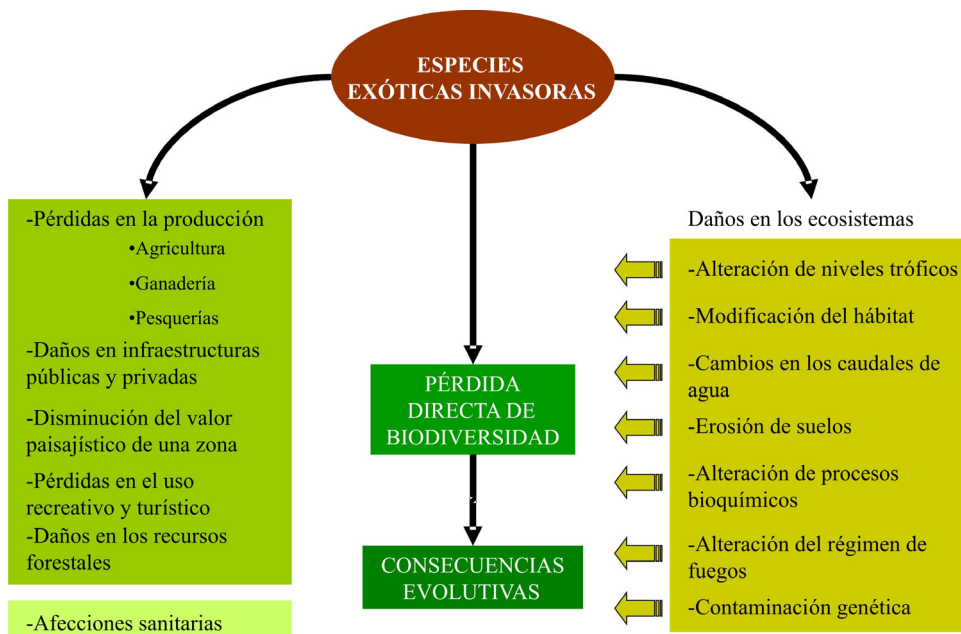 ESPECIES
EXÓTICAS INVASORAS
-Pérdidas en la producción
•Agricultura
•Ganadería
•Pesquerías
-Daños en infraestructuras
públicas y privadas
-Disminución del valor
paisajístico de una zona
-Pérdidas en el uso
recreativo y turístico
-Daños en los recursos
forestales
-Afecciones sanitarias
PÉRDIDA
DIRECTA DE
BIODIVERSIDAD
CONSECUENCIAS
EVOLUTIVAS
Daños en los ecosistemas
-Alteración de niveles tróficos
-Modificación del hábitat
-Cambios en los caudales de
agua
-Erosión de suelos
-Alteración de procesos
bioquímicos
-Alteración del régimen de
fuegos
-Contaminación genética